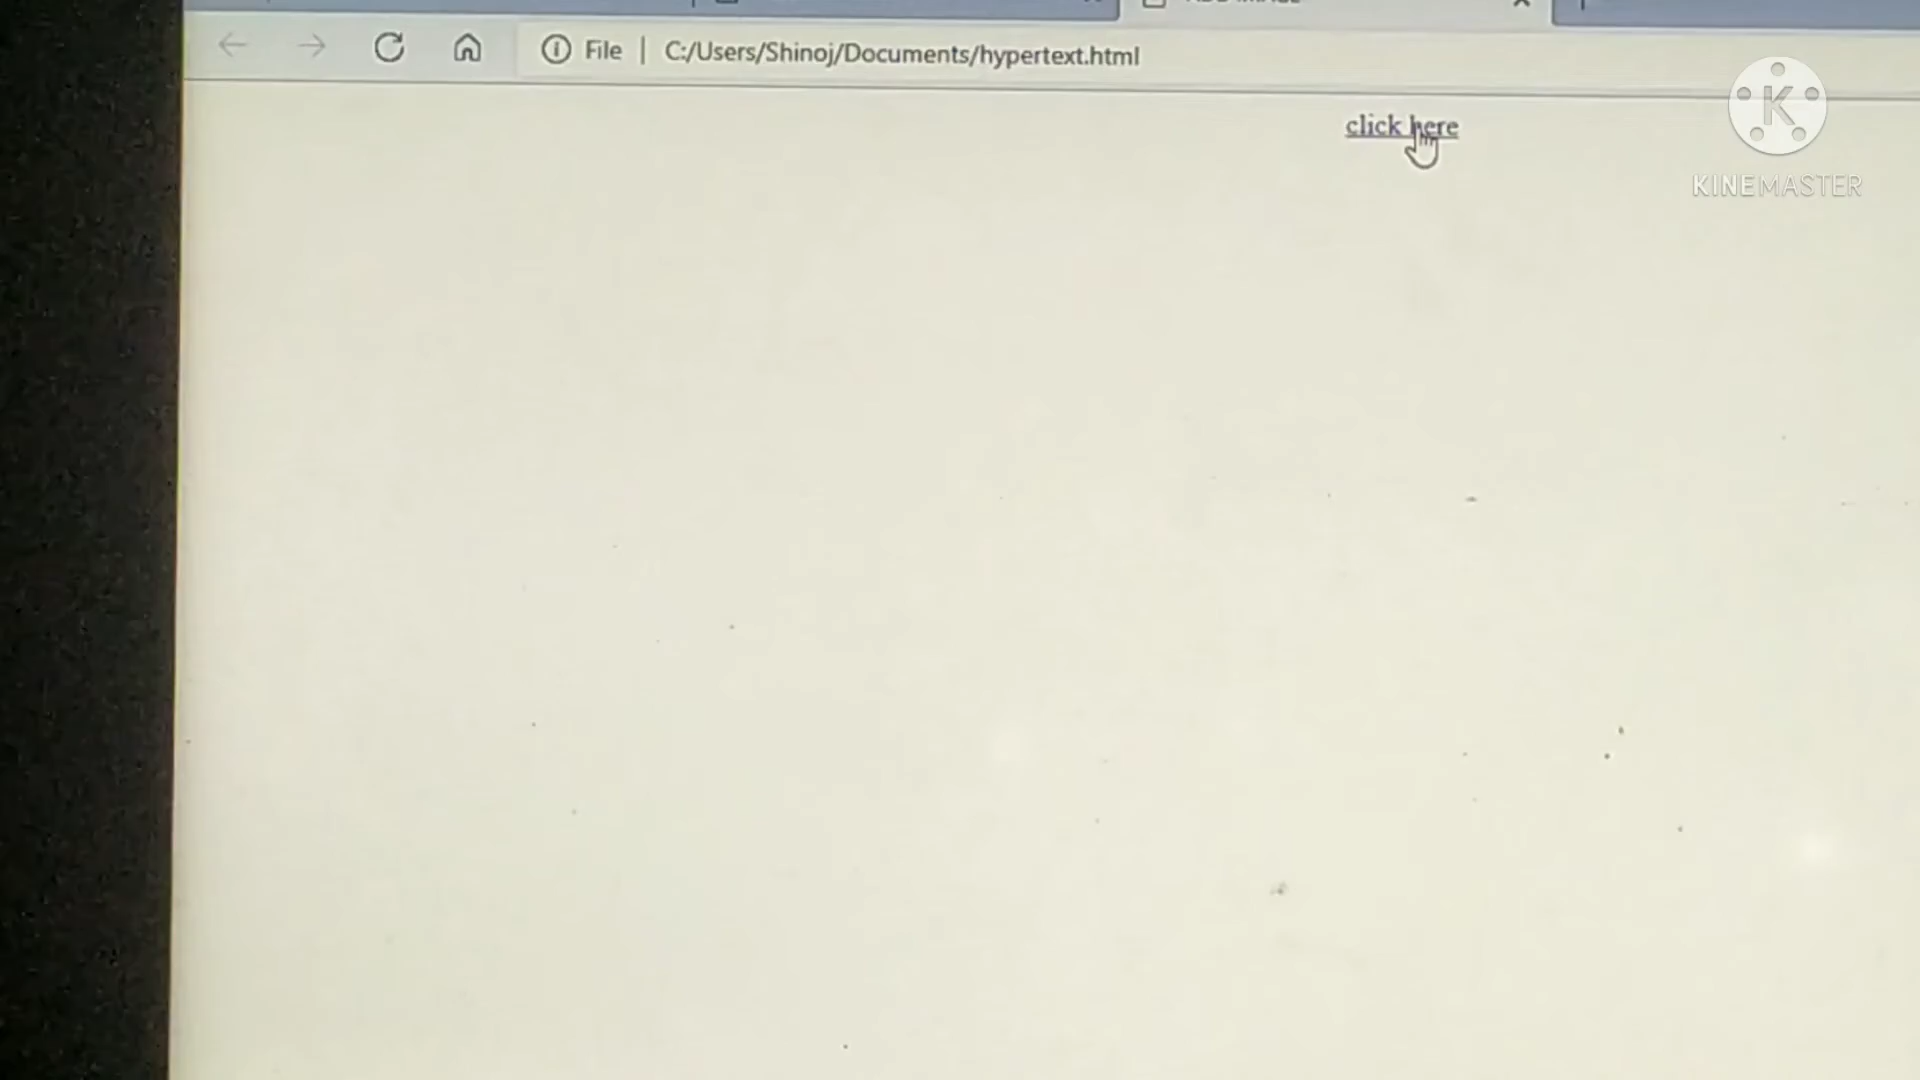 File | C:/Users/Shinoj/Documents/hypertext.html
click here
K
KINEMASTER